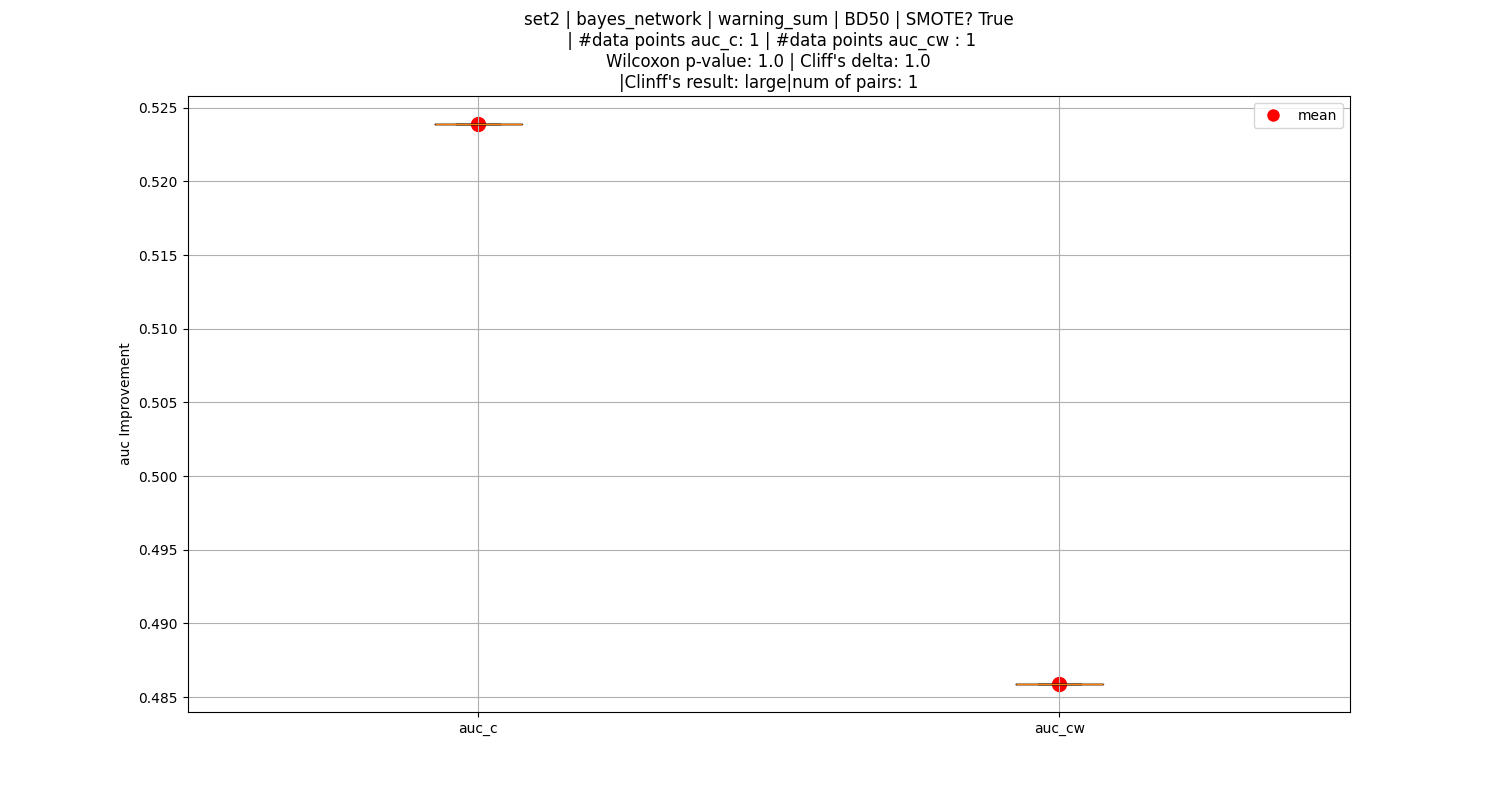 set2 | bayes_network | warning_sum | BD50 | SMOTE? True
| #data points auc_c: 1 | #data points auc_cw : 1
Wilcoxon p-value: 1.0 | Cliff's delta: 1.0
|Clinff's result: large|num of pairs: 1
mean
auc Improvement
0.525
0.520
0.515
0.510
0.505
0.500
0.495
0.490
0.485
auc_c
auc_cw